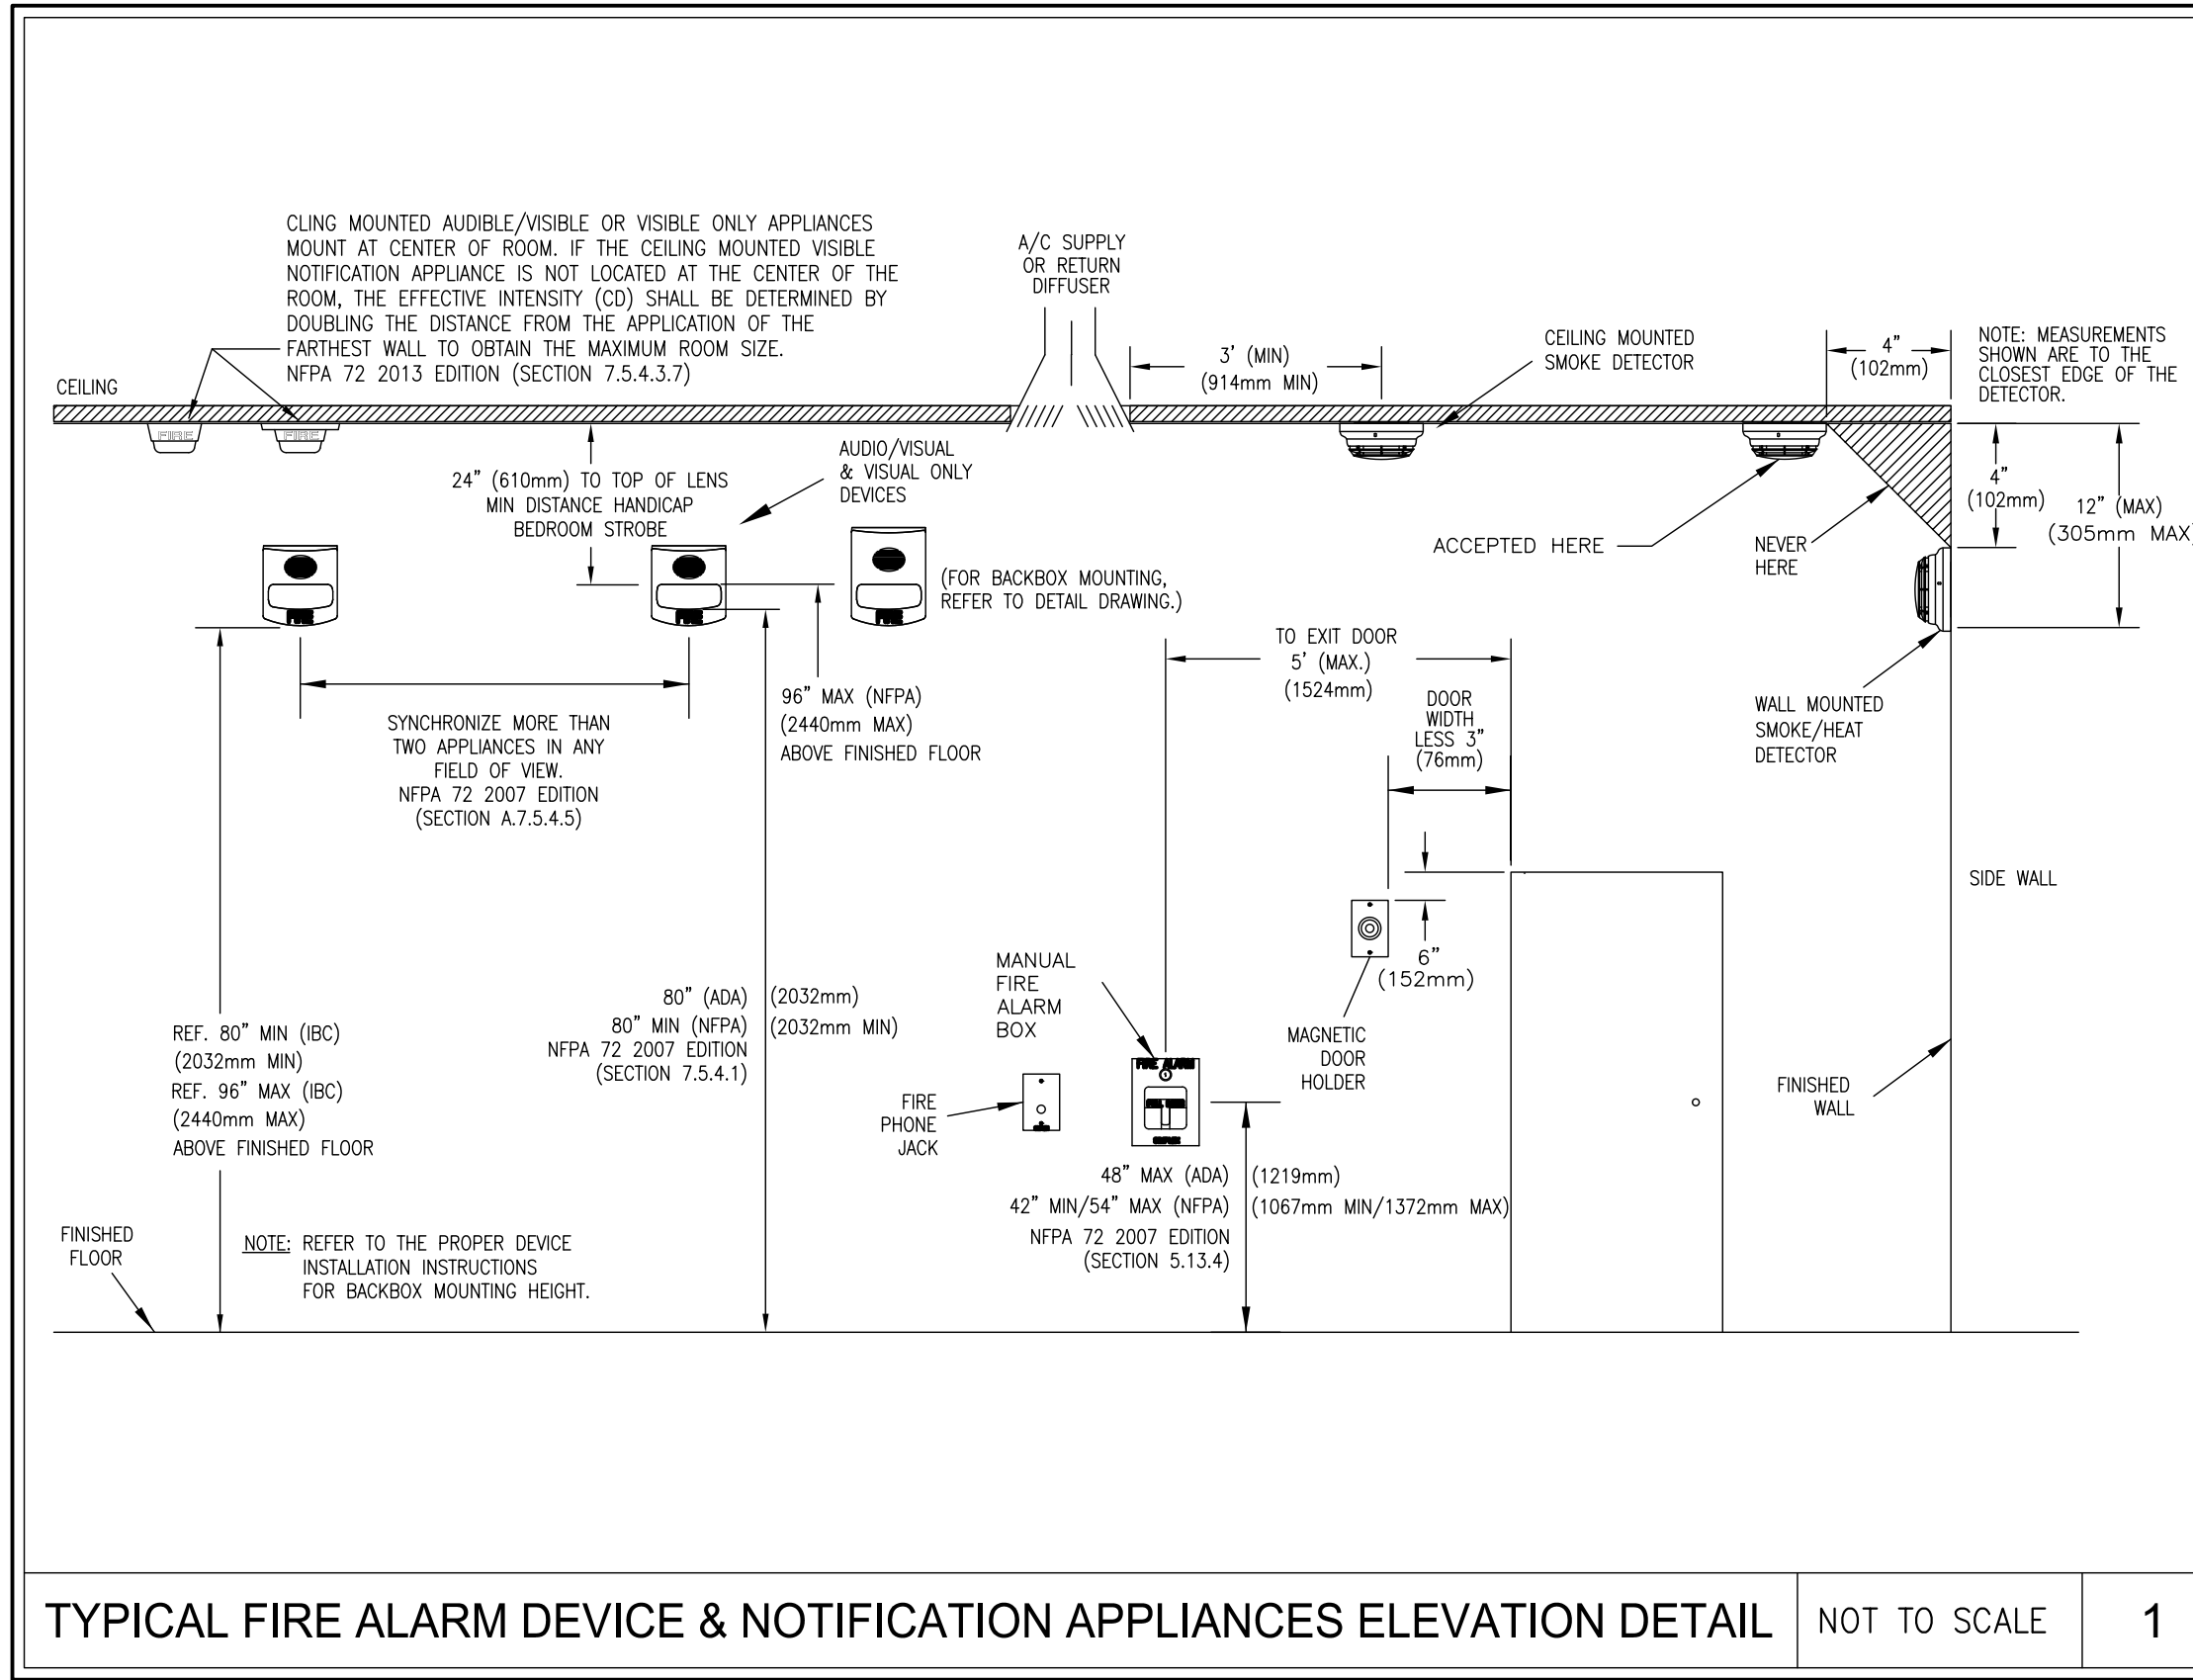 CLING MOUNTED AUDIBLE/VISIBLE OR VISIBLE ONLY APPLIANCES
MOUNT AT CENTER OF ROOM. IF THE CEILING MOUNTED VISIBLE
NOTIFICATION APPLIANCE IS NOT LOCATED AT THE CENTER OF THE
ROOM, THE EFFECTIVE INTENSITY (CD) SHALL BE DETERMINED BY
DOUBLING THE DISTANCE FROM THE APPLICATION OF THE
FARTHEST WALL TO OBTAIN THE MAXIMUM ROOM SIZE.
NFPA 72 2013 EDITION (SECTION 7.5.4.3.7)
A/C SUPPLY
OR RETURN
DIFFUSER
3' (MIN)
(914mm MIN)
CEILING MOUNTED
SMOKE DETECTOR
4"
(102mm)
NOTE: MEASUREMENTS
SHOWN ARE TO THE
CLOSEST EDGE OF THE
DETECTOR.
CEILING
FIRE
FIRE
24" (610mm) TO TOP OF LENS
MIN DISTANCE HANDICAP
BEDROOM STROBE
AUDIO/VISUAL
& VISUAL ONLY
DEVICES
ACCEPTED HERE
NEVER
HERE
4"
(102mm)
12" (MAX)
(305mm MAX)
FIRE
FIRE
FIRE
(FOR BACKBOX MOUNTING,
REFER TO DETAIL DRAWING.)
TO EXIT DOOR
5' (MAX.)
(1524mm)
DOOR
WIDTH
LESS 3"
(76mm)
WALL MOUNTED
SMOKE/HEAT
DETECTOR
96" MAX (NFPA)
(2440mm MAX)
ABOVE FINISHED FLOOR
SYNCHRONIZE MORE THAN
TWO APPLIANCES IN ANY
FIELD OF VIEW.
NFPA 72 2007 EDITION
(SECTION A.7.5.4.5)
SIDE WALL
6"
(152mm)
MANUAL
FIRE
ALARM
BOX
80" (ADA) (2032mm)
80" MIN (NFPA) (2032mm MIN)
NFPA 72 2007 EDITION
(SECTION 7.5.4.1)
REF. 80" MIN (IBC)
(2032mm MIN)
REF. 96" MAX (IBC)
(2440mm MAX)
ABOVE FINISHED FLOOR
MAGNETIC
DOOR
HOLDER
FIRE ALARM
FIRE
PHONE
JACK
FINISHED
WALL
48" MAX (ADA) (1219mm)
42" MIN/54" MAX (NFPA) (1067mm MIN/1372mm MAX)
NFPA 72 2007 EDITION
(SECTION 5.13.4)
FINISHED
FLOOR
NOTE: REFER TO THE PROPER DEVICE
INSTALLATION INSTRUCTIONS
FOR BACKBOX MOUNTING HEIGHT.
TYPICAL FIRE ALARM DEVICE & NOTIFICATION APPLIANCES ELEVATION DETAIL
NOT TO SCALE
1